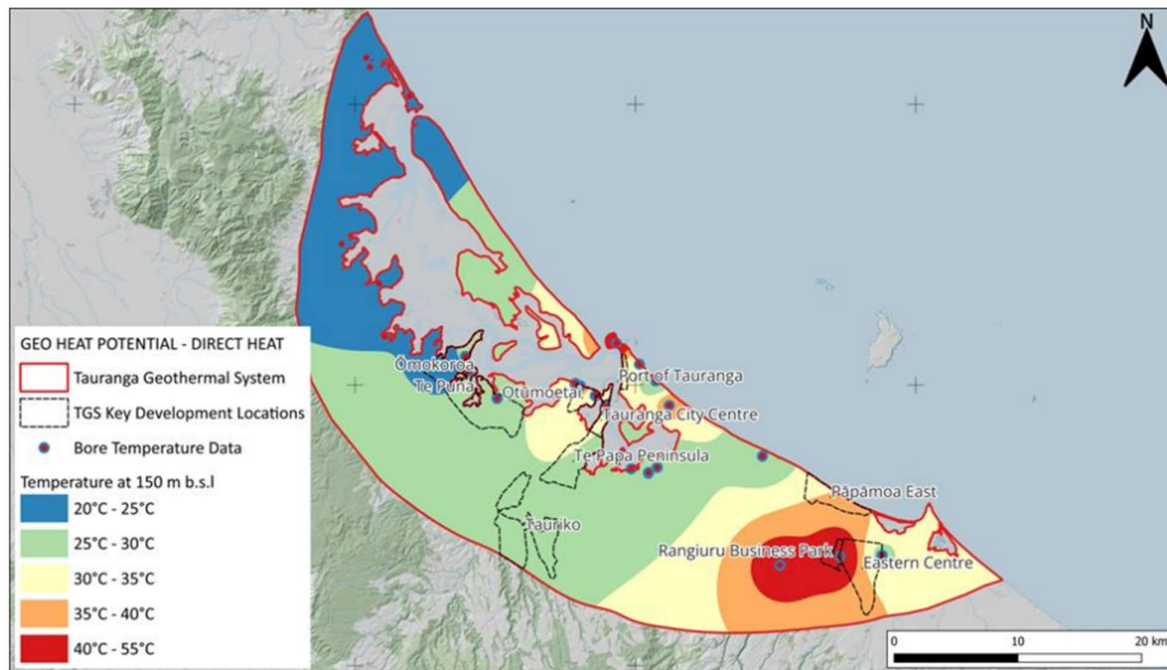 N
Ōmokoroa
Te Puna
Otūmoetai
Port of Tauranga
Tauranga City Centre
Te Papa Peninsula
Tauriko
Pāpāmoa East
Rangiuru Business Park
Eastern Centre
GEO HEAT POTENTIAL - DIRECT HEAT
Tauranga Geothermal System
TGS Key Development Locations
Bore Temperature Data
Temperature at 150 m b.s.l
20°C - 25°C
25°C - 30°C
30°C - 35°C
35°C - 40°C
40°C - 55°C
0 10 20 km